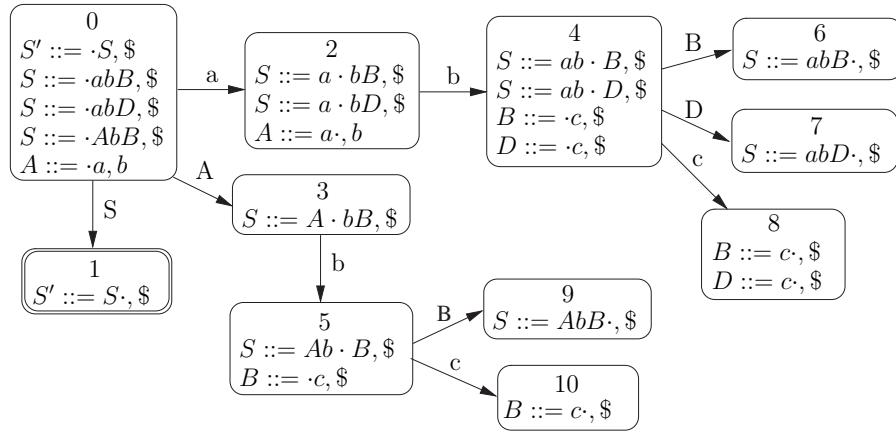 0
S′ ::= ·S, $
S ::= ·abB, $
S ::= ·abD, $
S ::= ·AbB, $
A ::= ·a, b
a
2
S ::= a · bB, $
S ::= a · bD, $
A ::= a·, b
b
4
S ::= ab · B, $
S ::= ab · D, $
B ::= ·c, $
D ::= ·c, $
B
6
S ::= abB·, $
D
7
S ::= abD·, $
c
8
B ::= c·, $
D ::= c·, $
A
3
S ::= A · bB, $
S
1
S′ ::= S·, $
b
5
S ::= Ab · B, $
B ::= ·c, $
B
9
S ::= AbB·, $
c
10
B ::= c·, $